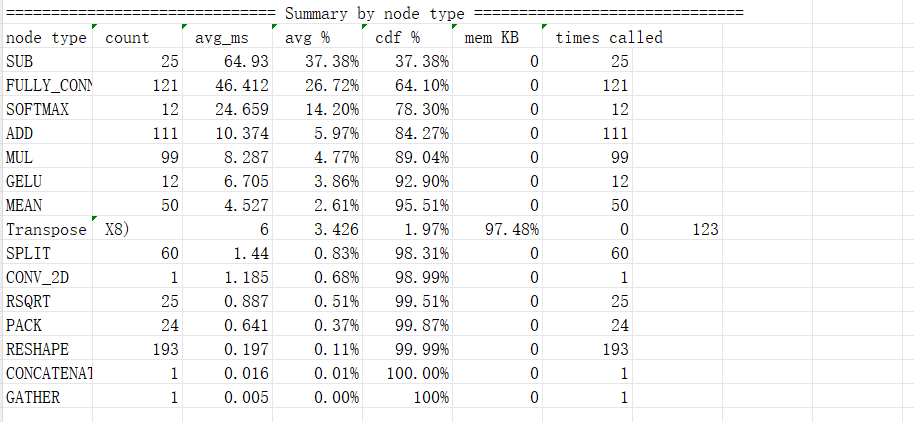 ============================== Summary by node type ==============================
node type count avg_ms avg % cdf % mem KB times called
SUB 25 64.93 37.38% 37.38% 0 25
FULLY_CONN 121 46.412 26.72% 64.10% 0 121
SOFTMAX 12 24.659 14.20% 78.30% 0 12
ADD 111 10.374 5.97% 84.27% 0 111
MUL 99 8.287 4.77% 89.04% 0 99
GELU 12 6.705 3.86% 92.90% 0 12
MEAN 50 4.527 2.61% 95.51% 0 50
Transpose X8) 6 3.426 1.97% 97.48% 0 123
SPLIT 60 1.44 0.83% 98.31% 0 60
CONV_2D 1 1.185 0.68% 98.99% 0 1
RSQRT 25 0.887 0.51% 99.51% 0 25
PACK 24 0.641 0.37% 99.87% 0 24
RESHAPE 193 0.197 0.11% 99.99% 0 193
CONCATENAT 1 0.016 0.01% 100.00% 0 1
GATHER 1 0.005 0.00% 100% 0 1